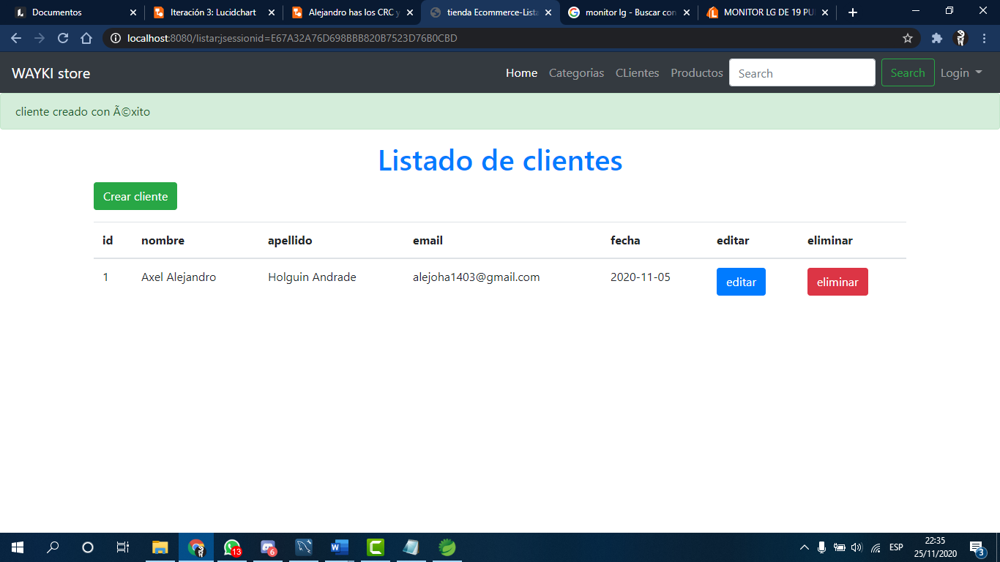 Documentos
Iteración 3: Lucidchart
Alejandro has los CRC y
tienda Ecommerce-Lista
monitor lg - Buscar con
MONITOR LG DE 19 PU
localhost:8080/listar;jsessionid=E67A32A76D698BBB820B7523D76B0CBD
WAYKI store
Home Categorias CLientes Productos Search Search Login
cliente creado con Ã©xito
Listado de clientes
Crear cliente
id nombre apellido email fecha editar eliminar
1 Axel Alejandro Holguin Andrade alejoha1403@gmail.com 2020-11-05 editar eliminar
13
6
ESP
22:35
25/11/2020
3